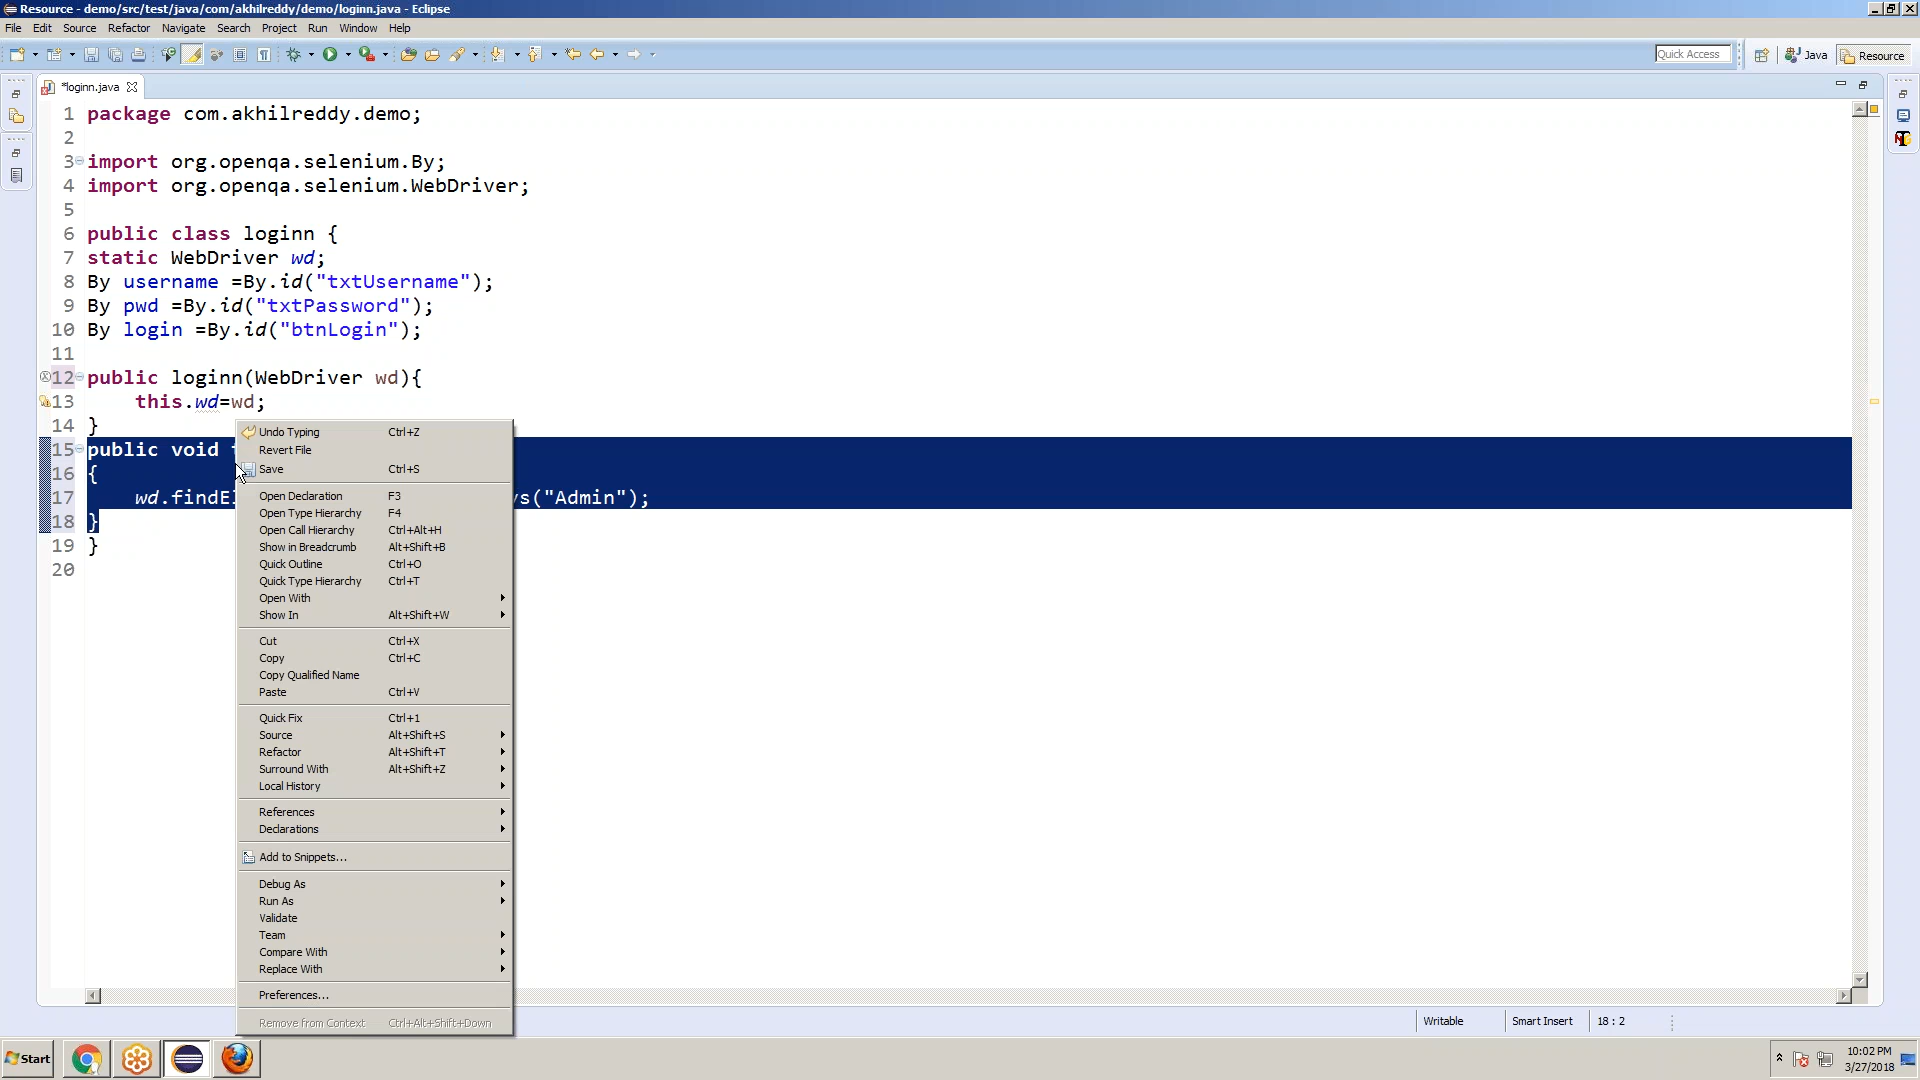 Resource - demo/src/test/java/com/akhilreddy/demo/loginn.java - Eclipse
File Edit Source Refactor Navigate Search Project Run Window Help
Quick Access Java Resource
*loginn.java
1 package com.akhilreddy.demo;
2
3 import org.openqa.selenium.By;
4 import org.openqa.selenium.WebDriver;
5
6 public class loginn {
7 static WebDriver wd;
8 By username =By.id("txtUsername");
9 By pwd =By.id("txtPassword");
10 By login =By.id("btnLogin");
11
12 public loginn(WebDriver wd){
13 this.wd=wd;
14 }
15 public void
16 {
17 wd.findEl ys("Admin");
18 }
19 }
20
Undo Typing Ctrl+Z
Revert File
Save Ctrl+S
Open Declaration F3
Open Type Hierarchy F4
Open Call Hierarchy Ctrl+Alt+H
Show in Breadcrumb Alt+Shift+B
Quick Outline Ctrl+O
Quick Type Hierarchy Ctrl+T
Open With
Show In Alt+Shift+W
Cut Ctrl+X
Copy Ctrl+C
Copy Qualified Name
Paste Ctrl+V
Quick Fix Ctrl+1
Source Alt+Shift+S
Refactor Alt+Shift+T
Surround With Alt+Shift+Z
Local History
References
Declarations
Add to Snippets...
Debug As
Run As
Validate
Team
Compare With
Replace With
Preferences...
Remove from Context Ctrl+Alt+Shift+Down
Writable Smart Insert 18 : 2
Start
10:02 PM
3/27/2018